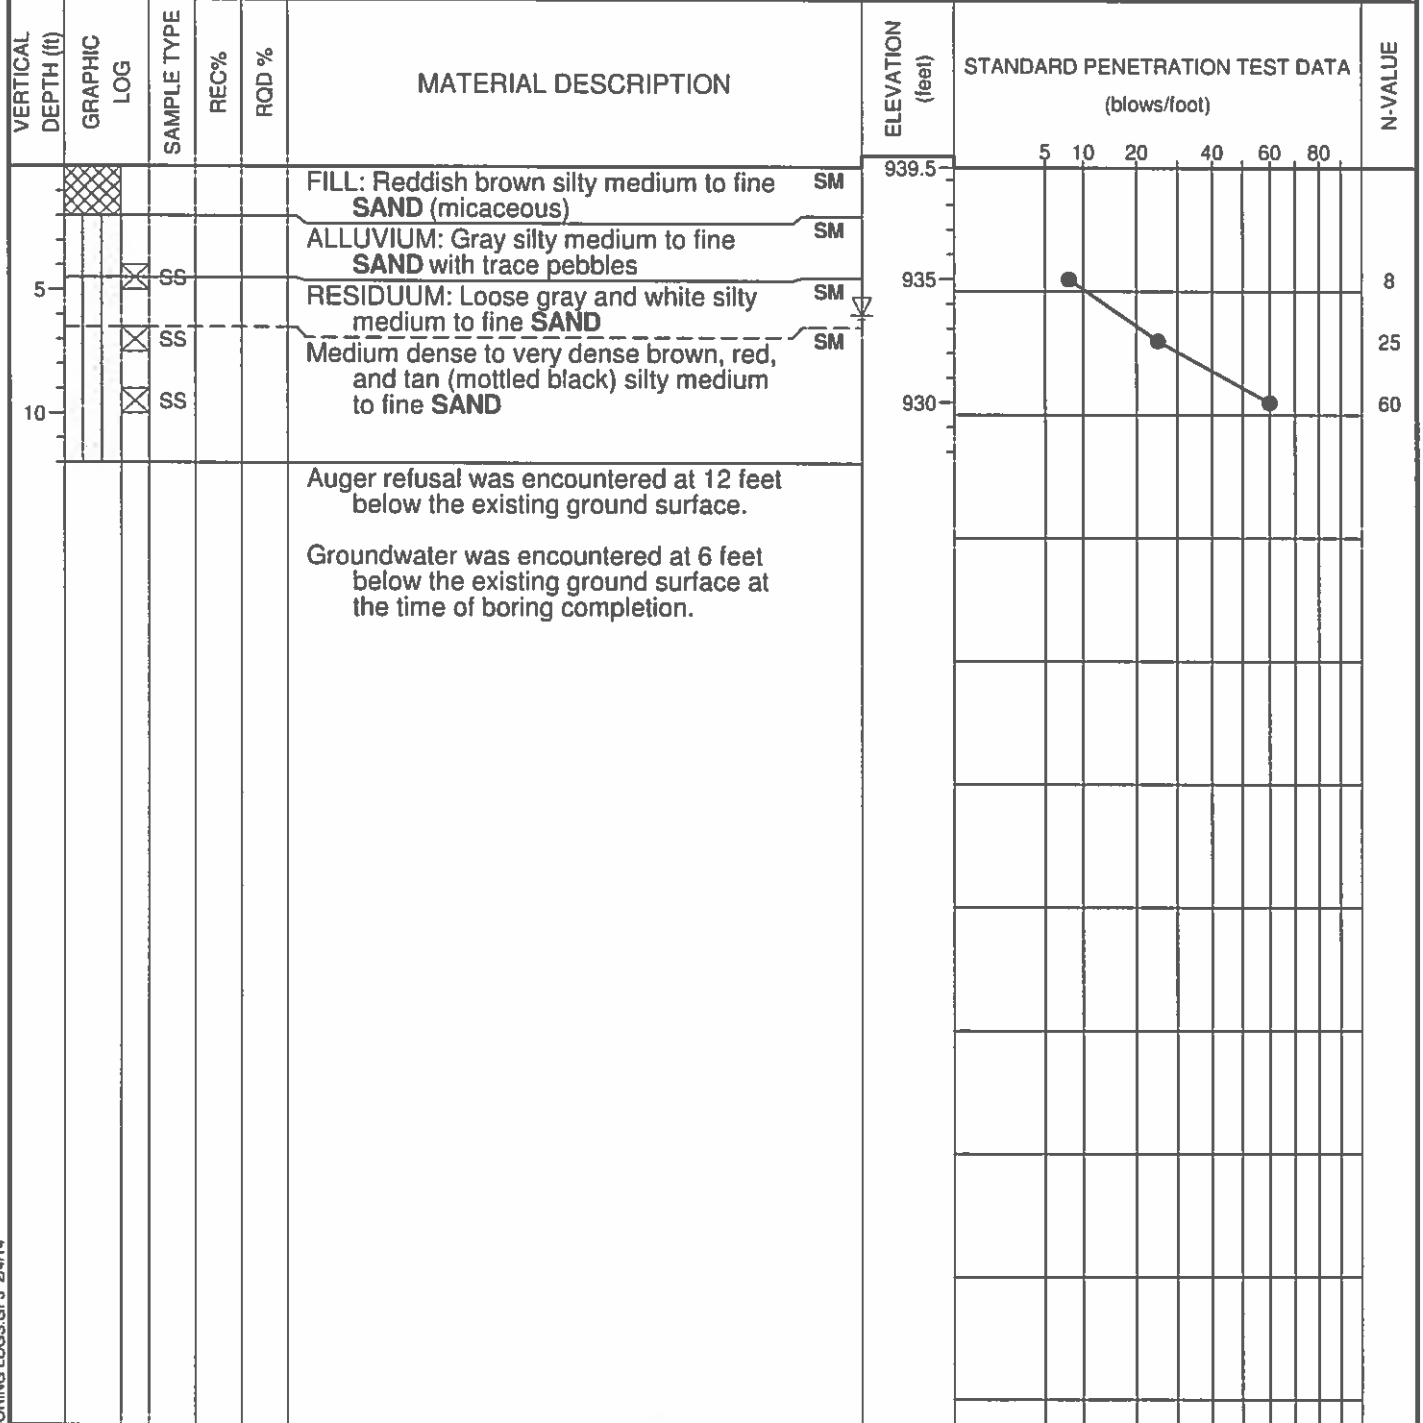 VERTICAL
DEPTH (ft)
GRAPHIC
LOG
SAMPLE TYPE
REC%
RQD %
MATERIAL DESCRIPTION
ELEVATION
(feet)
STANDARD PENETRATION TEST DATA
(blows/foot)
N-VALUE
5 10 20 40 60 80
939.5
FILL: Reddish brown silty medium to fine SM
SAND (micaceous)
ALLUVIUM: Gray silty medium to fine SM
SAND with trace pebbles
SS 935 8
5
RESIDUUM: Loose gray and white silty SM
medium to fine SAND
SS SM 25
Medium dense to very dense brown, red,
and tan (mottled black) silty medium
to fine SAND
SS 930 60
10
Auger refusal was encountered at 12 feet
below the existing ground surface.
Groundwater was encountered at 6 feet
below the existing ground surface at
the time of boring completion.
LOGS.GPJ 2/4/14